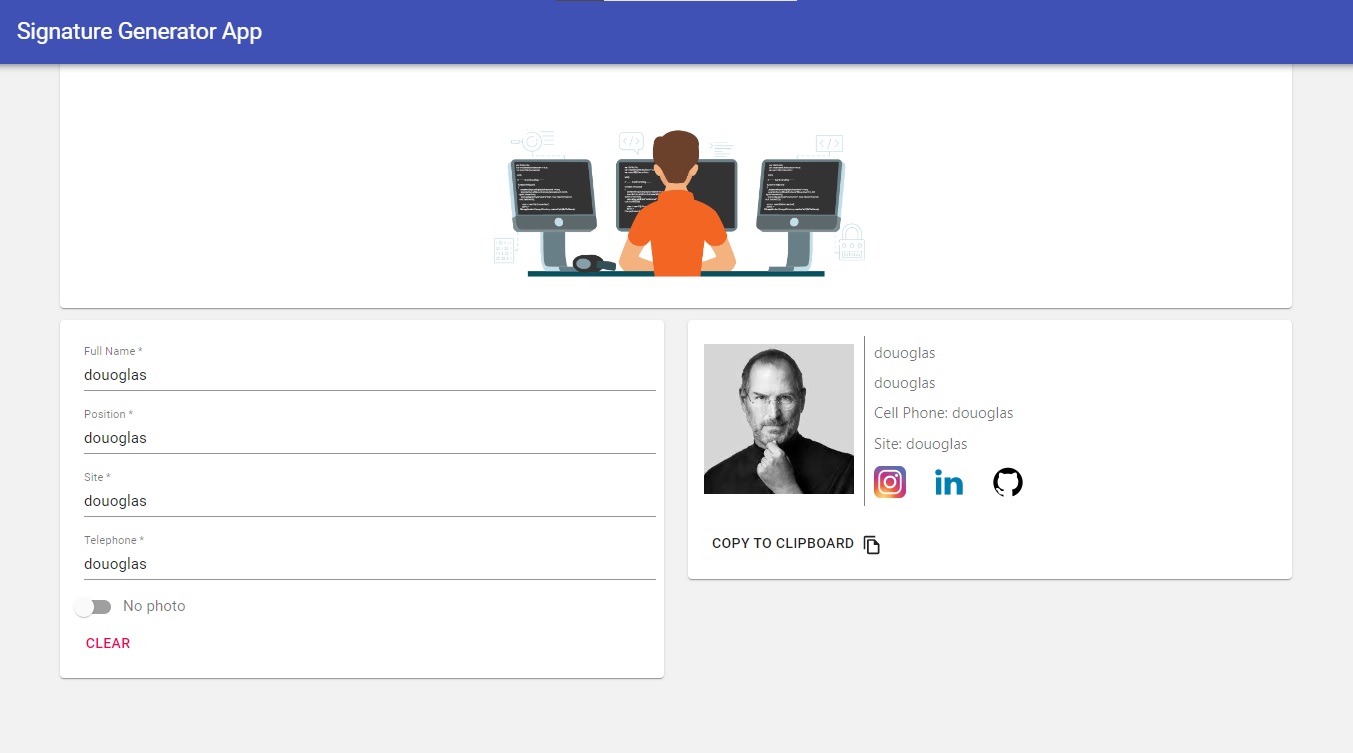 Signature Generator App
Full Name *
douoglas
Position *
douoglas
Site *
douoglas
Telephone *
douoglas
No photo
CLEAR
douoglas
douoglas
Cell Phone: douoglas
Site: douoglas
in
COPY TO CLIPBOARD